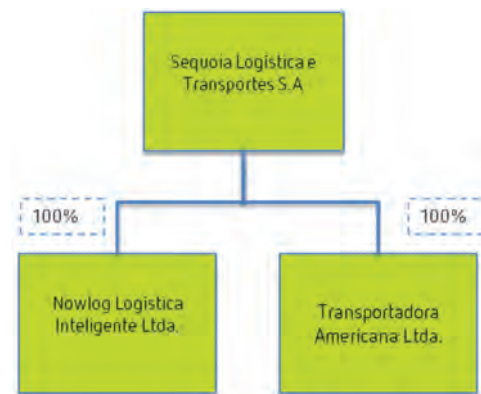 Sequoia Logística e
Transportes S.A
100%
100%
Nowlog Logística
Inteligente Ltda.
Transportadora
Americana Ltda.